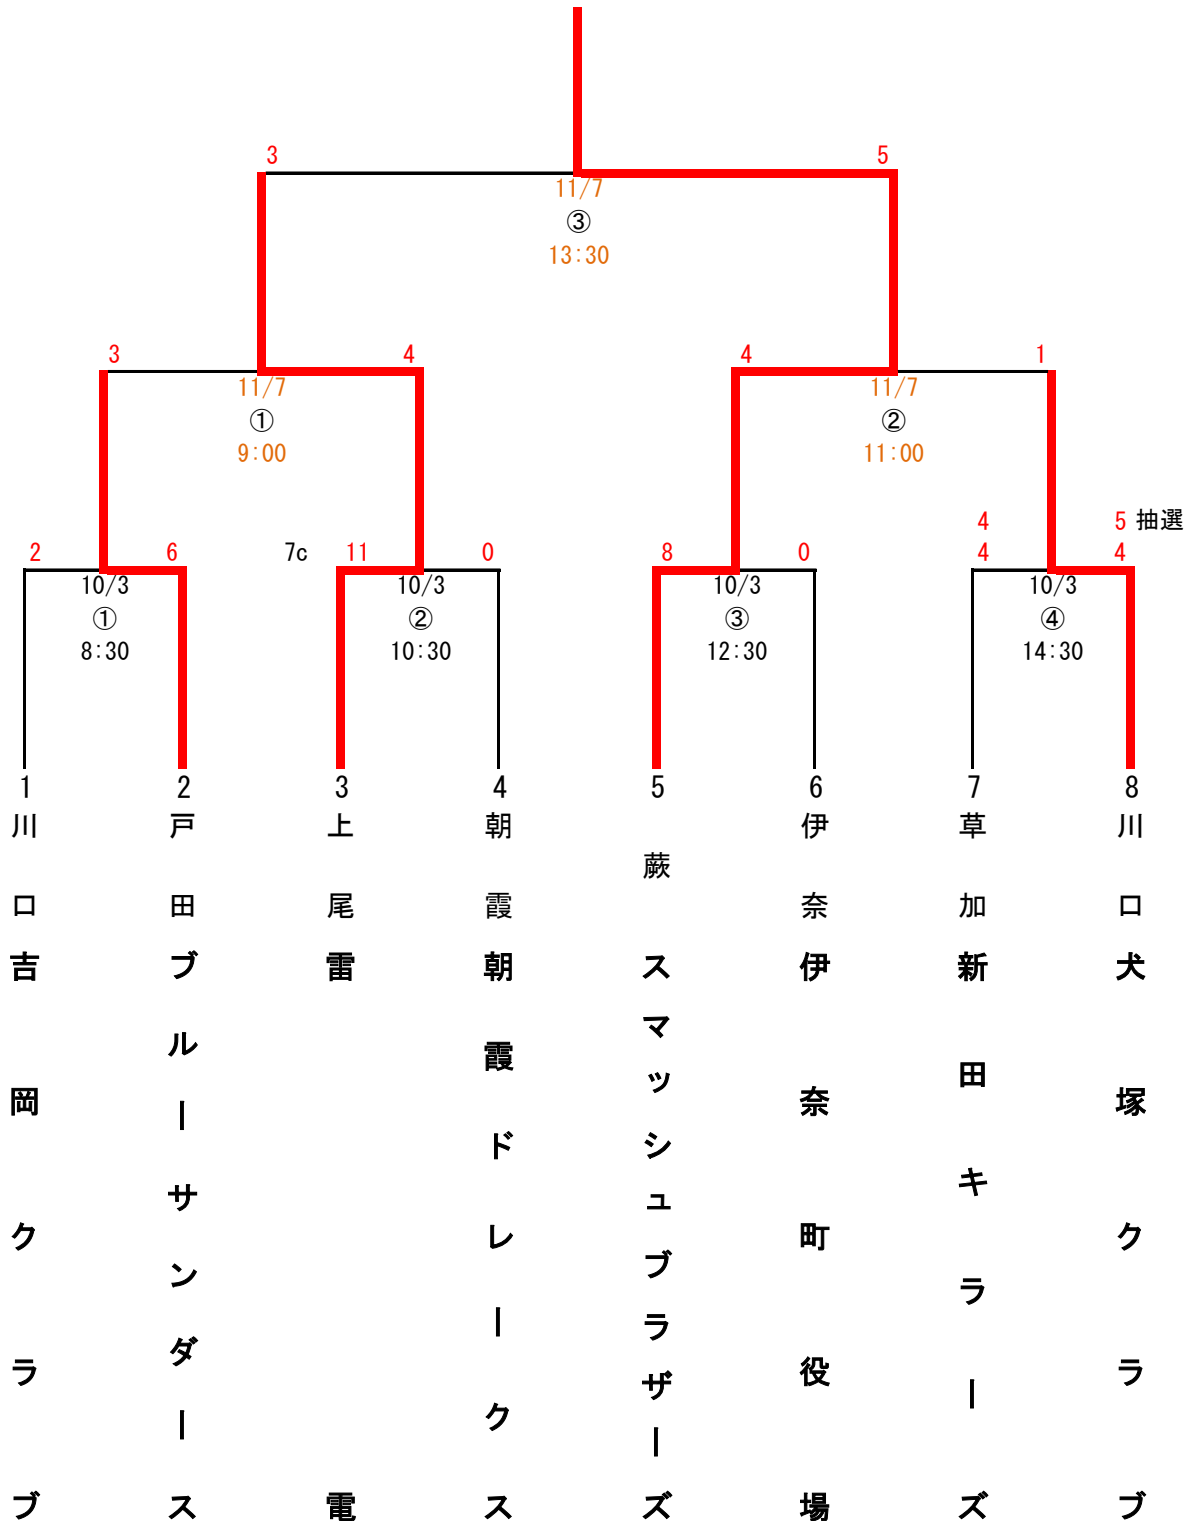 3 5
11/7
③
13:30
3 4 4 1
11/7 11/7
① ②
9:00 11:00
4 5 抽選
2 6 7c 11 0 8 0 4 4
10/3 10/3 10/3 10/3
① ② ③ ④
8:30 10:30 12:30 14:30
1 2 3 4 5 6 7 8
川口
吉岡クラブ
戸田
ブルーサンダース
上尾
雷電
朝霞
朝霞ドレークス
蕨
スマッシュブラザーズ
伊奈
伊奈町役場
草加
新田キラーズ
川口
犬塚クラブ